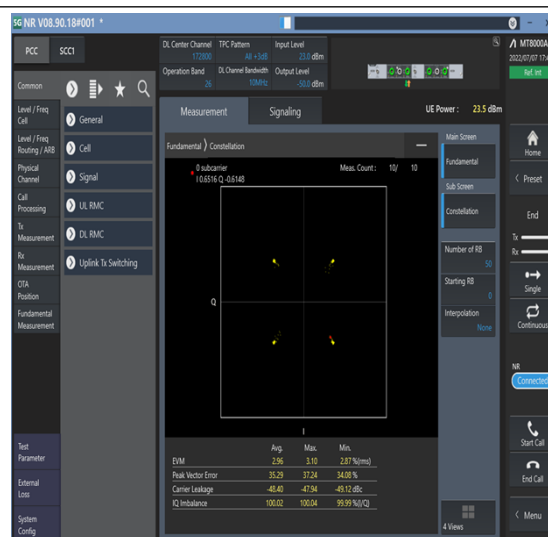 SG NR V08.90.18#001 *
PCC SCC1
DL Center Channel TPC Pattern Input Level
172800 All +3dB 23.0 dBm
Operation Band DL Channel Bandwidth Output Level
26 10MHz -50.0 dBm
MT8000A
2022/07/07 17:4
Ref. int
Common
Level / Freq
Cell
Level / Freq
Routing / ARB
Physical
Channel
Call
Processing
Tx
Measurement
Rx
Measurement
OTA
Position
Fundamental
Measurement
Test
Parameter
External
Loss
System
Config
General
Cell
Signal
UL RMC
DL RMC
Uplink Tx Switching
Measurement Signaling
UE Power : 23.5 dBm
Fundamental Constellation
0 subcarrier Meas. Count : 10/ 10
I 0.6516 Q -0.6148
Q
I
Avg. Max. Min.
EVM 2.96 3.10 2.87 %(rms)
Peak Vector Error 35.29 37.24 34.08 %
Carrier Leakage -48.40 -47.94 -49.12 dBc
IQ Imbalance 100.02 100.04 99.99 %(I/Q)
Main Screen
Fundamental
Sub Screen
Constellation
Number of RB
50
Starting RB
0
Interpolation
None
4 Views
Home
Preset
End
Tx
Rx
Single
Continuous
NR
Connected
Start Call
End Call
Menu